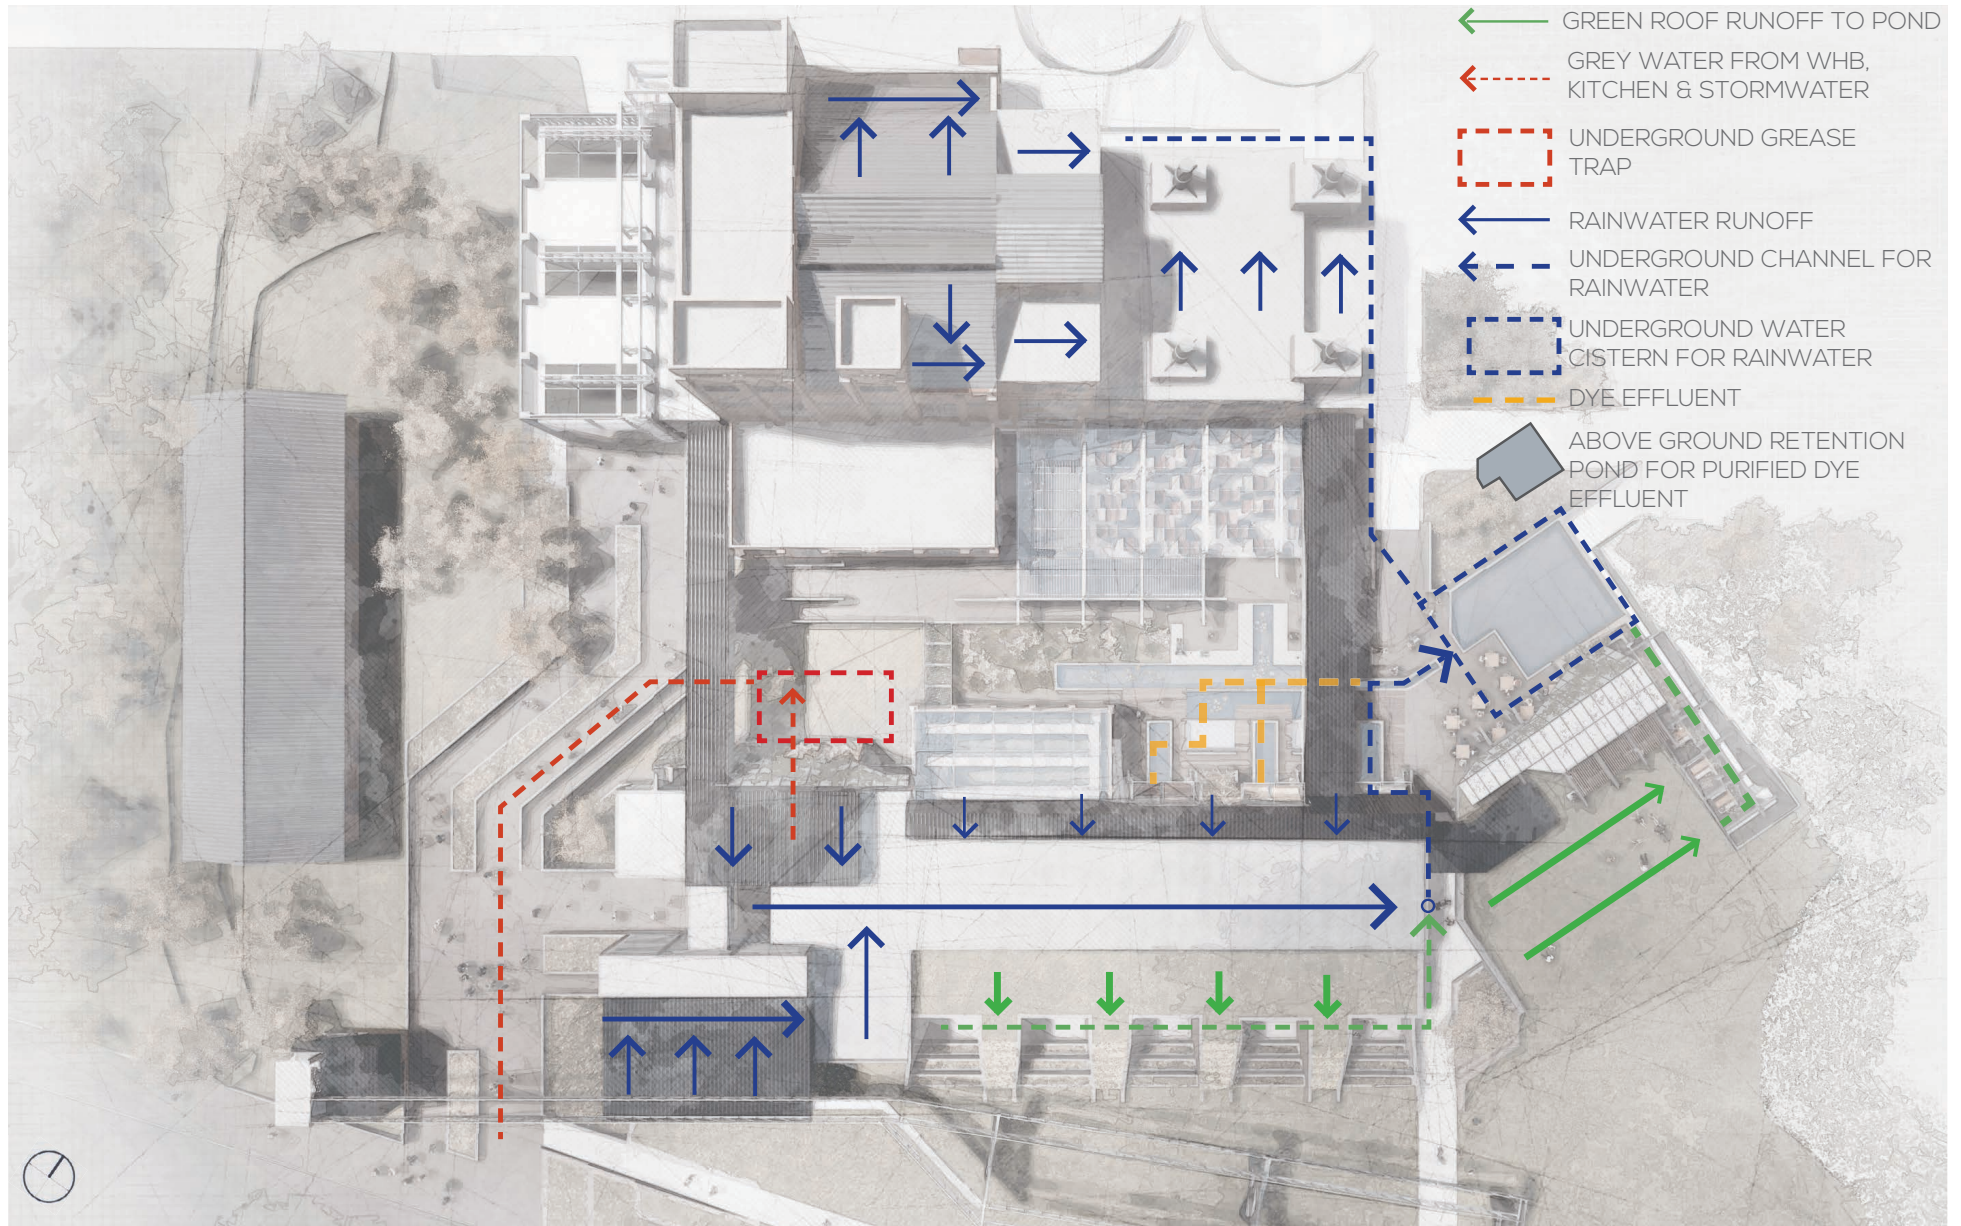 GREEN ROOF RUNOFF TO POND
GREY WATER FROM WHB,
KITCHEN & STORMWATER
UNDERGROUND GREASE
TRAP
RAINWATER RUNOFF
UNDERGROUND CHANNEL FOR
RAINWATER
UNDERGROUND WATER
CISTERN FOR RAINWATER
DYE EFFLUENT
ABOVE GROUND RETENTION
POND FOR PURIFIED DYE
EFFLUENT